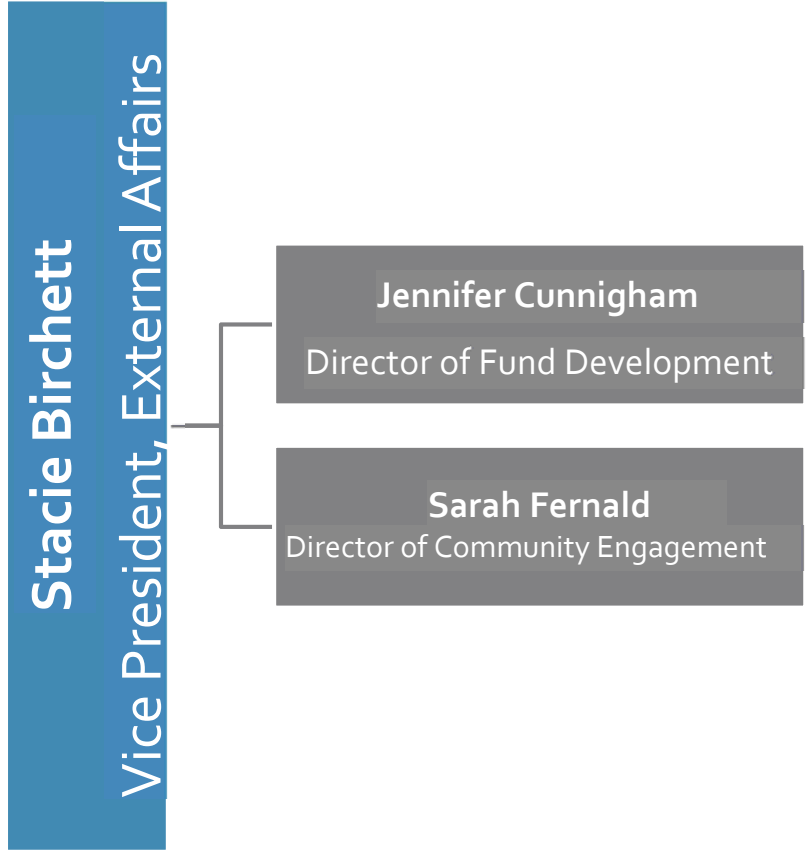 Stacie Birchett
Vice President, External Affairs
Jennifer Cunnigham
Director of Fund Development
Sarah Fernald
Director of Community Engagement